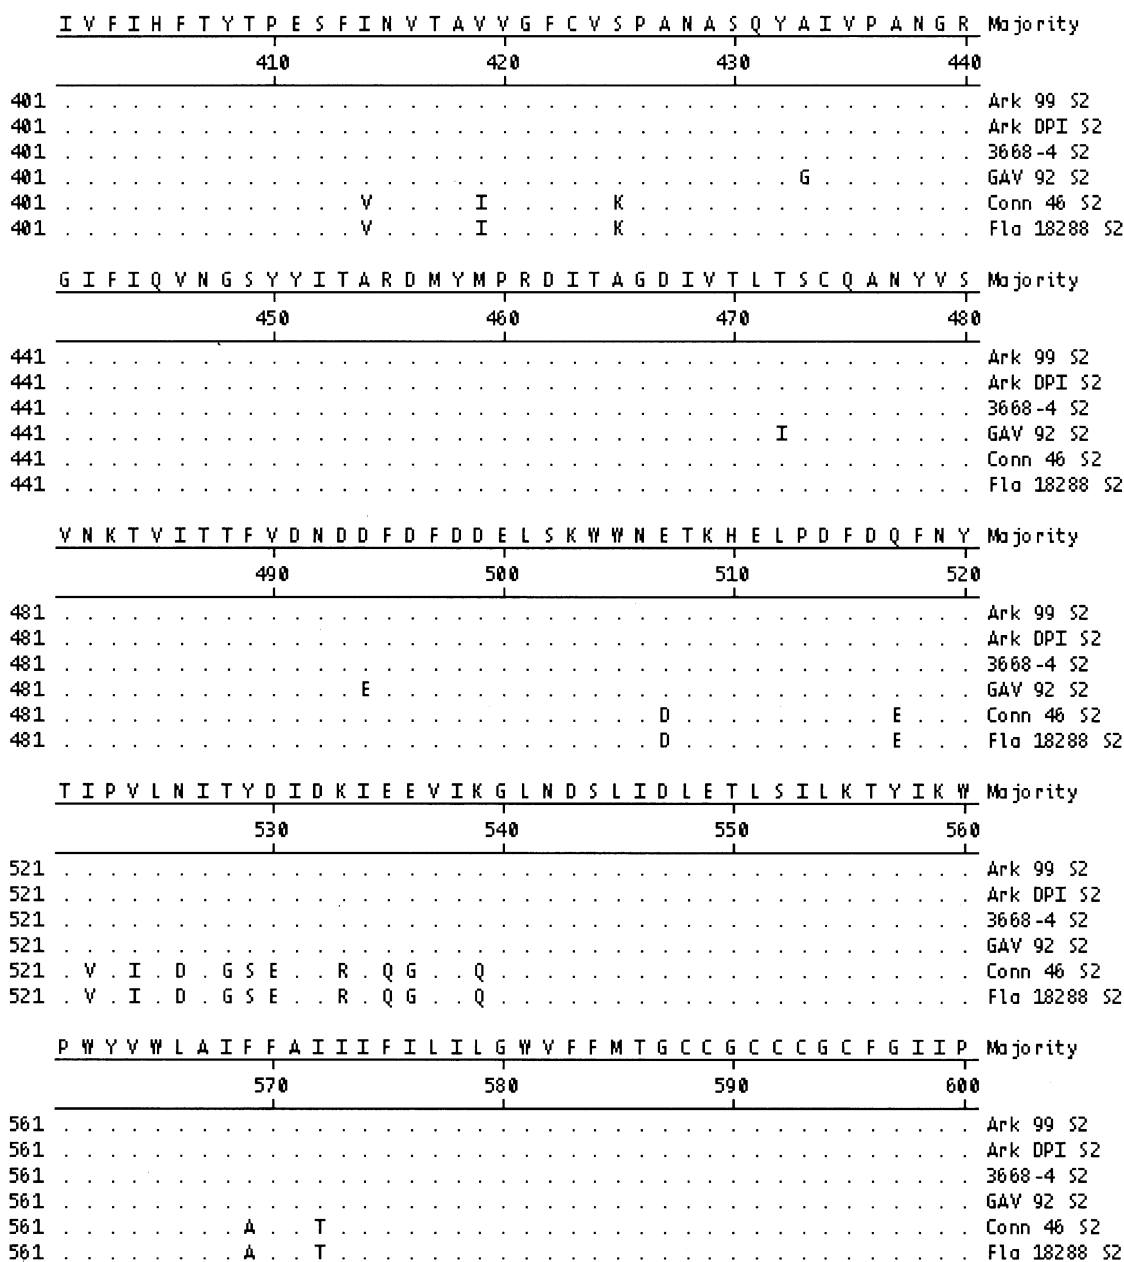 I V F I H F T Y T P E S F I N V T A V V G F C V S P A N A S Q Y A I V P A N G R Majority
410 420 430 440
401 . . . . . . . . . . . . . . . . . . . . . . . . . . . . . . . . . . . . . . . . Ark 99 S2
401 . . . . . . . . . . . . . . . . . . . . . . . . . . . . . . . . . . . . . . . . Ark DPI S2
401 . . . . . . . . . . . . . . . . . . . . . . . . . . . . . . . . . . . . . . . . 3668-4 S2
401 . . . . . . . . . . . . . . . . . . . . . . . . . . . . . . . . G . . . . . . . GAV 92 S2
401 . . . . . . . . . . . . . V . . . . I . . . . . K . . . . . . . . . . . . . . . Conn 46 S2
401 . . . . . . . . . . . . . V . . . . I . . . . . K . . . . . . . . . . . . . . . Fla 18288 S2
G I F I Q V N G S Y Y I T A R D M Y M P R D I T A G D I V T L T S C Q A N Y V S Majority
450 460 470 480
441 . . . . . . . . . . . . . . . . . . . . . . . . . . . . . . . . . . . . . . . . Ark 99 S2
441 . . . . . . . . . . . . . . . . . . . . . . . . . . . . . . . . . . . . . . . . Ark DPI S2
441 . . . . . . . . . . . . . . . . . . . . . . . . . . . . . . . . . . . . . . . . 3668-4 S2
441 . . . . . . . . . . . . . . . . . . . . . . . . . . . . . . . I . . . . . . . . GAV 92 S2
441 . . . . . . . . . . . . . . . . . . . . . . . . . . . . . . . . . . . . . . . . Conn 46 S2
441 . . . . . . . . . . . . . . . . . . . . . . . . . . . . . . . . . . . . . . . . Fla 18288 S2
V N K T V I T T F V D N D D F D F D D E L S K W W N E T K H E L P D F D Q F N Y Majority
490 500 510 520
481 . . . . . . . . . . . . . . . . . . . . . . . . . . . . . . . . . . . . . . . . Ark 99 S2
481 . . . . . . . . . . . . . . . . . . . . . . . . . . . . . . . . . . . . . . . . Ark DPI S2
481 . . . . . . . . . . . . . . . . . . . . . . . . . . . . . . . . . . . . . . . . 3668-4 S2
481 . . . . . . . . . . . . . E . . . . . . . . . . . . . . . . . . . . . . . . . . GAV 92 S2
481 . . . . . . . . . . . . . . . . . . . . . . . . . . D . . . . . . . . . E . . . Conn 46 S2
481 . . . . . . . . . . . . . . . . . . . . . . . . . . D . . . . . . . . . E . . . Fla 18288 S2
T I P V L N I T Y D I D K I E E V I K G L N D S L I D L E T L S I L K T Y I K W Majority
530 540 550 560
521 . . . . . . . . . . . . . . . . . . . . . . . . . . . . . . . . . . . . . . . . Ark 99 S2
521 . . . . . . . . . . . . . . . . . . . . . . . . . . . . . . . . . . . . . . . . Ark DPI S2
521 . . . . . . . . . . . . . . . . . . . . . . . . . . . . . . . . . . . . . . . . 3668-4 S2
521 . . . . . . . . . . . . . . . . . . . . . . . . . . . . . . . . . . . . . . . . GAV 92 S2
521 . V . I . D . G S E . . R . Q G . . Q . . . . . . . . . . . . . . . . . . . . . Conn 46 S2
521 . V . I . D . G S E . . R . Q G . . Q . . . . . . . . . . . . . . . . . . . . . Fla 18288 S2
P W Y V W L A I F F A I I I F I L I L G W V F F M T G C C G C C C G C F G I I P Majority
570 580 590 600
561 . . . . . . . . . . . . . . . . . . . . . . . . . . . . . . . . . . . . . . . . Ark 99 S2
561 . . . . . . . . . . . . . . . . . . . . . . . . . . . . . . . . . . . . . . . . Ark DPI S2
561 . . . . . . . . . . . . . . . . . . . . . . . . . . . . . . . . . . . . . . . . 3668-4 S2
561 . . . . . . . . . . . . . . . . . . . . . . . . . . . . . . . . . . . . . . . . GAV 92 S2
561 . . . . . . . . A . . T . . . . . . . . . . . . . . . . . . . . . . . . . . . . Conn 46 S2
561 . . . . . . . . A . . T . . . . . . . . . . . . . . . . . . . . . . . . . . . . Fla 18288 S2